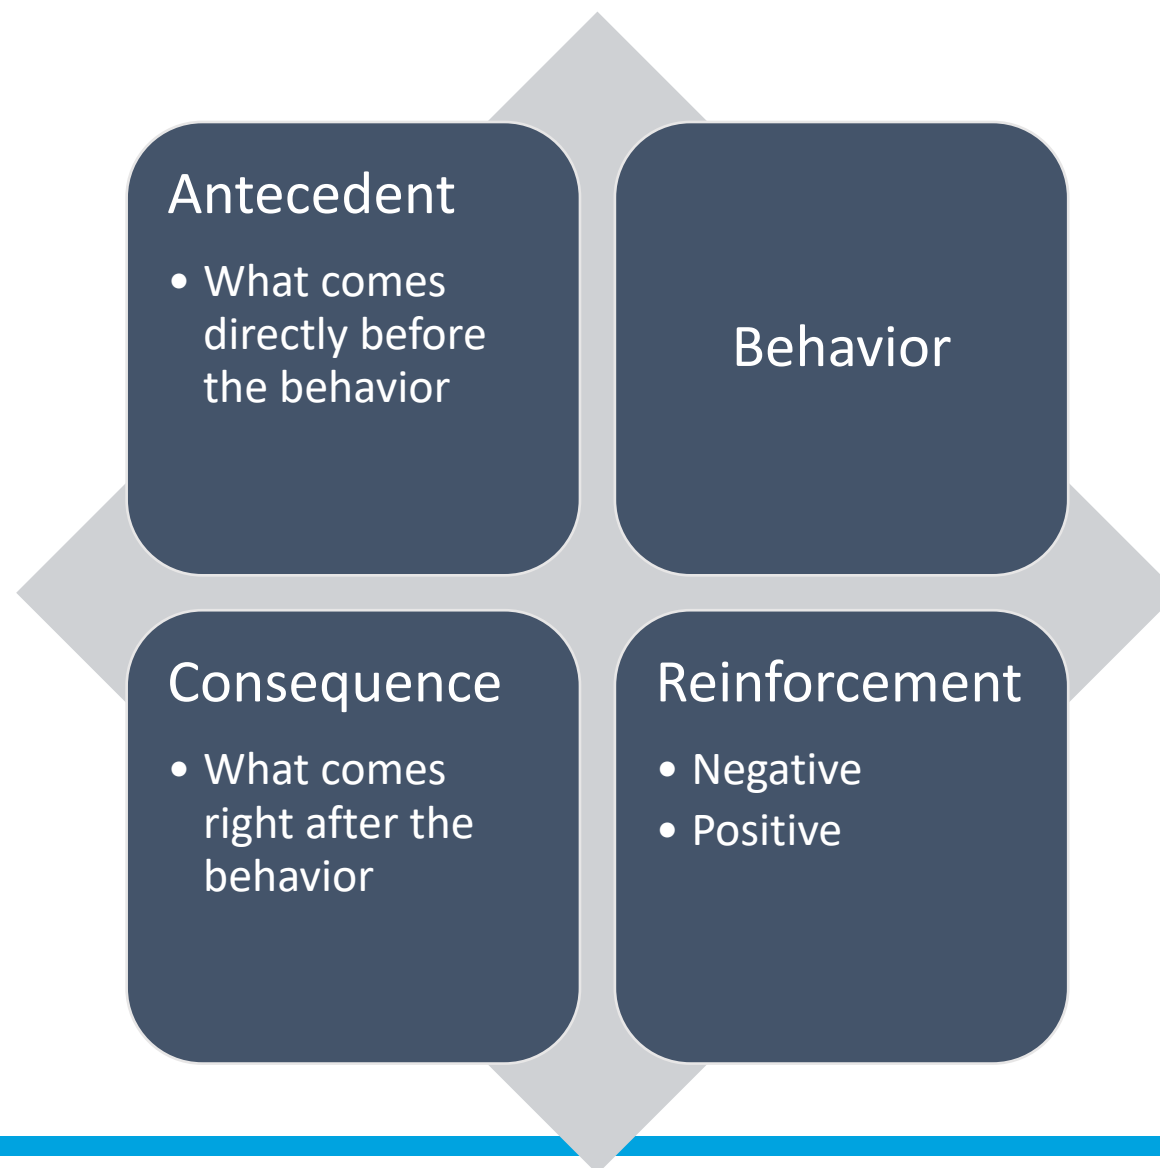 Antecedent
• What comes
directly before
the behavior
Behavior
Consequence
• What comes
right after the
behavior
Reinforcement
• Negative
• Positive